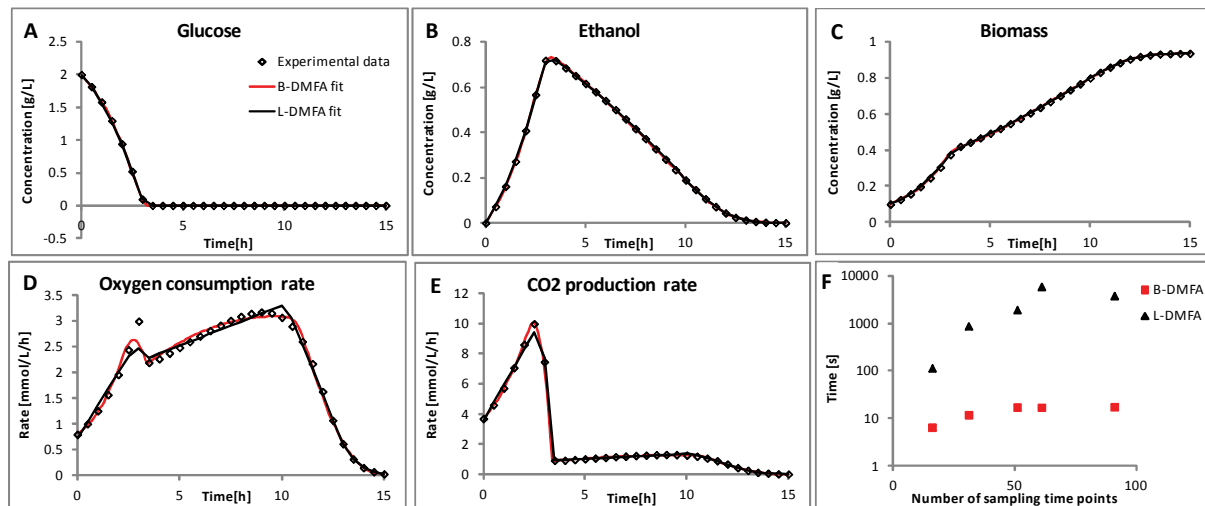 A Glucose
Concentration [g/L]
2.5
2
1.5
1
0.5
0
-0.5
0 5 10 15
Time[h]
Experimental data
B-DMFA fit
L-DMFA fit
B Ethanol
Concentration [g/L]
0.8
0.6
0.4
0.2
0
0 5 10 15
Time[h]
C Biomass
Concentration [g/L]
1
0.8
0.6
0.4
0.2
0
0 5 10 15
Time[h]
D Oxygen consumption rate
Rate [mmol/L/h]
3.5
3
2.5
2
1.5
1
0.5
0
0 5 10 15
Time[h]
E CO2 production rate
Rate [mmol/L/h]
12
10
8
6
4
2
0
0 5 10 15
Time[h]
F
Time [s]
10000
1000
100
10
1
0 50 100
Number of sampling time points
B-DMFA
L-DMFA